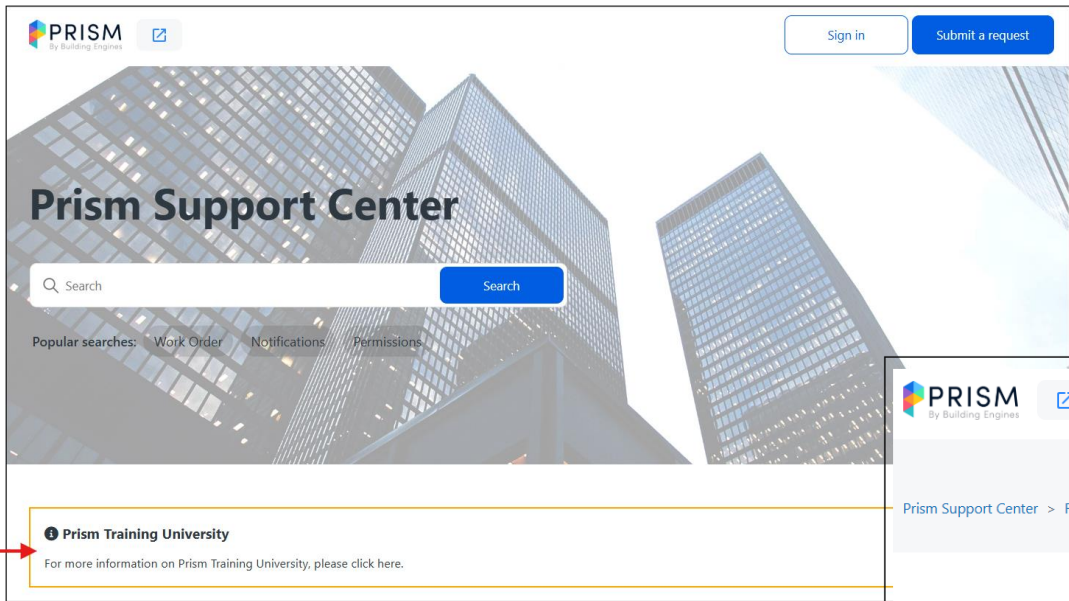 PRISM
By Building Engines
Sign in
Submit a request
Prism Support Center
Search
Search
Popular searches: Work Order Notifications Permissions
PRISM
By Building Engines
Prism Support Center >
Prism Training University
For more information on Prism Training University, please click here.